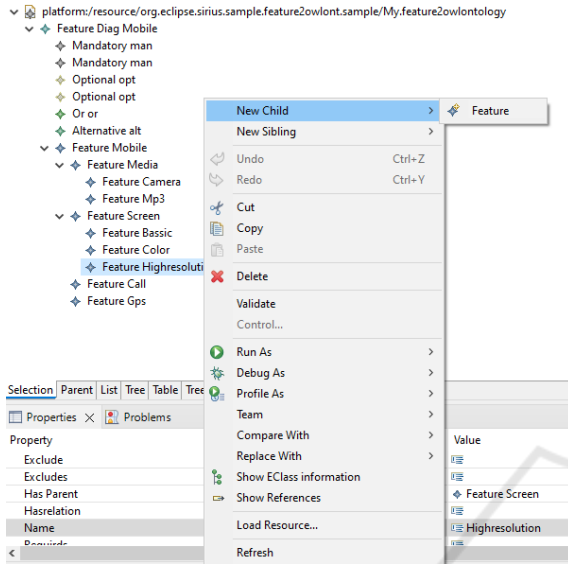 platform:/resource/org.eclipse.sirius.sample.feature2owlont.sample/My.feature2owlontology
Feature Diag Mobile
Mandatory man
Mandatory man
Optional opt
Optional opt
Or or
Alternative alt
Feature Mobile
Feature Media
Feature Camera
Feature Mp3
Feature Screen
Feature Bassic
Feature Color
Feature Highresoluti
Feature Call
Feature Gps
New Child
Feature
New Sibling
Undo Ctrl+Z
Redo Ctrl+Y
Cut
Copy
Paste
Delete
Validate
Control...
Run As
Debug As
Profile As
Team
Compare With
Replace With
Show EClass information
Show References
Load Resource...
Refresh
Selection Parent List Tree Table Tree
Properties Problems
Property Value
Exclude
Excludes
Has Parent Feature Screen
Hasrelation
Name Highresolution
Requirds